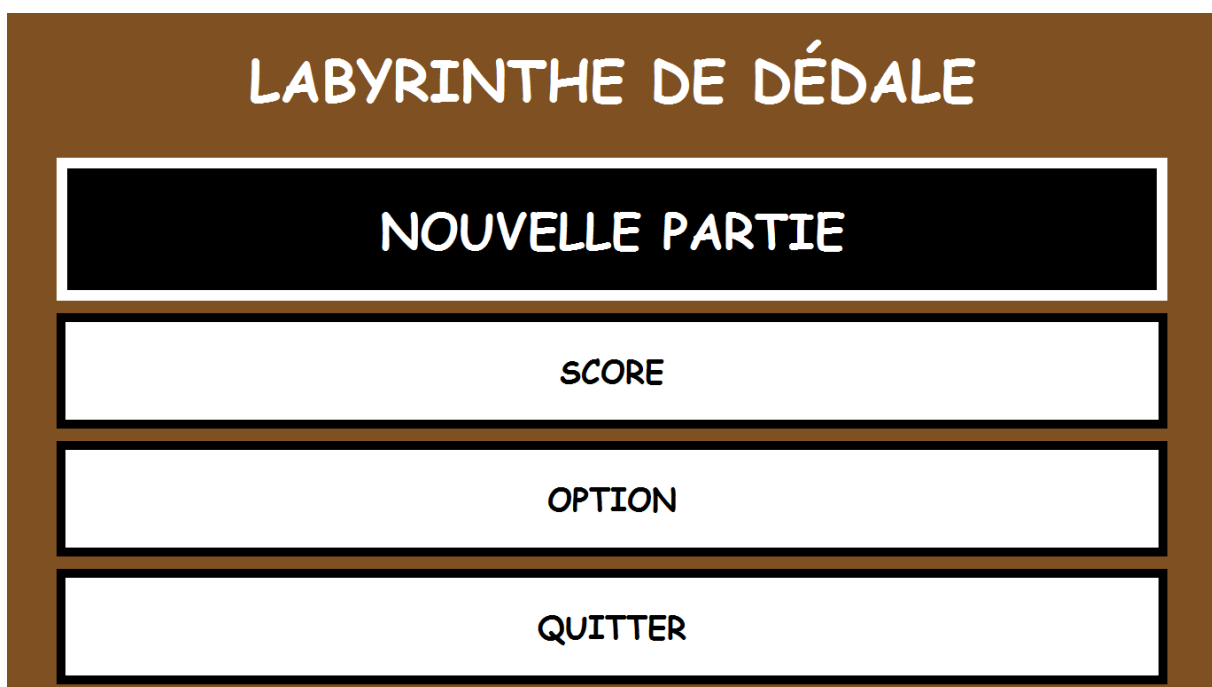 LABYRINTHE DE DÉDALE
NOUVELLE PARTIE
SCORE
OPTION
QUITTER